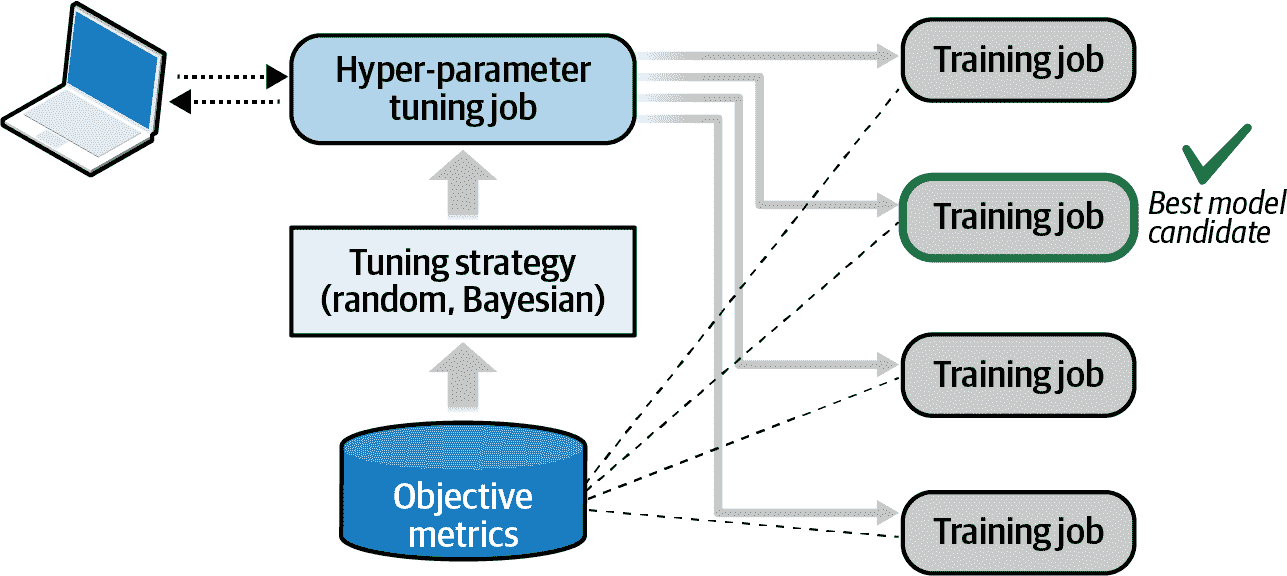 Hyper-parameter
tuning job
Training job
Training job
Best model
candidate
Tuning strategy
(random, Bayesian)
Training job
Objective
metrics
Training job